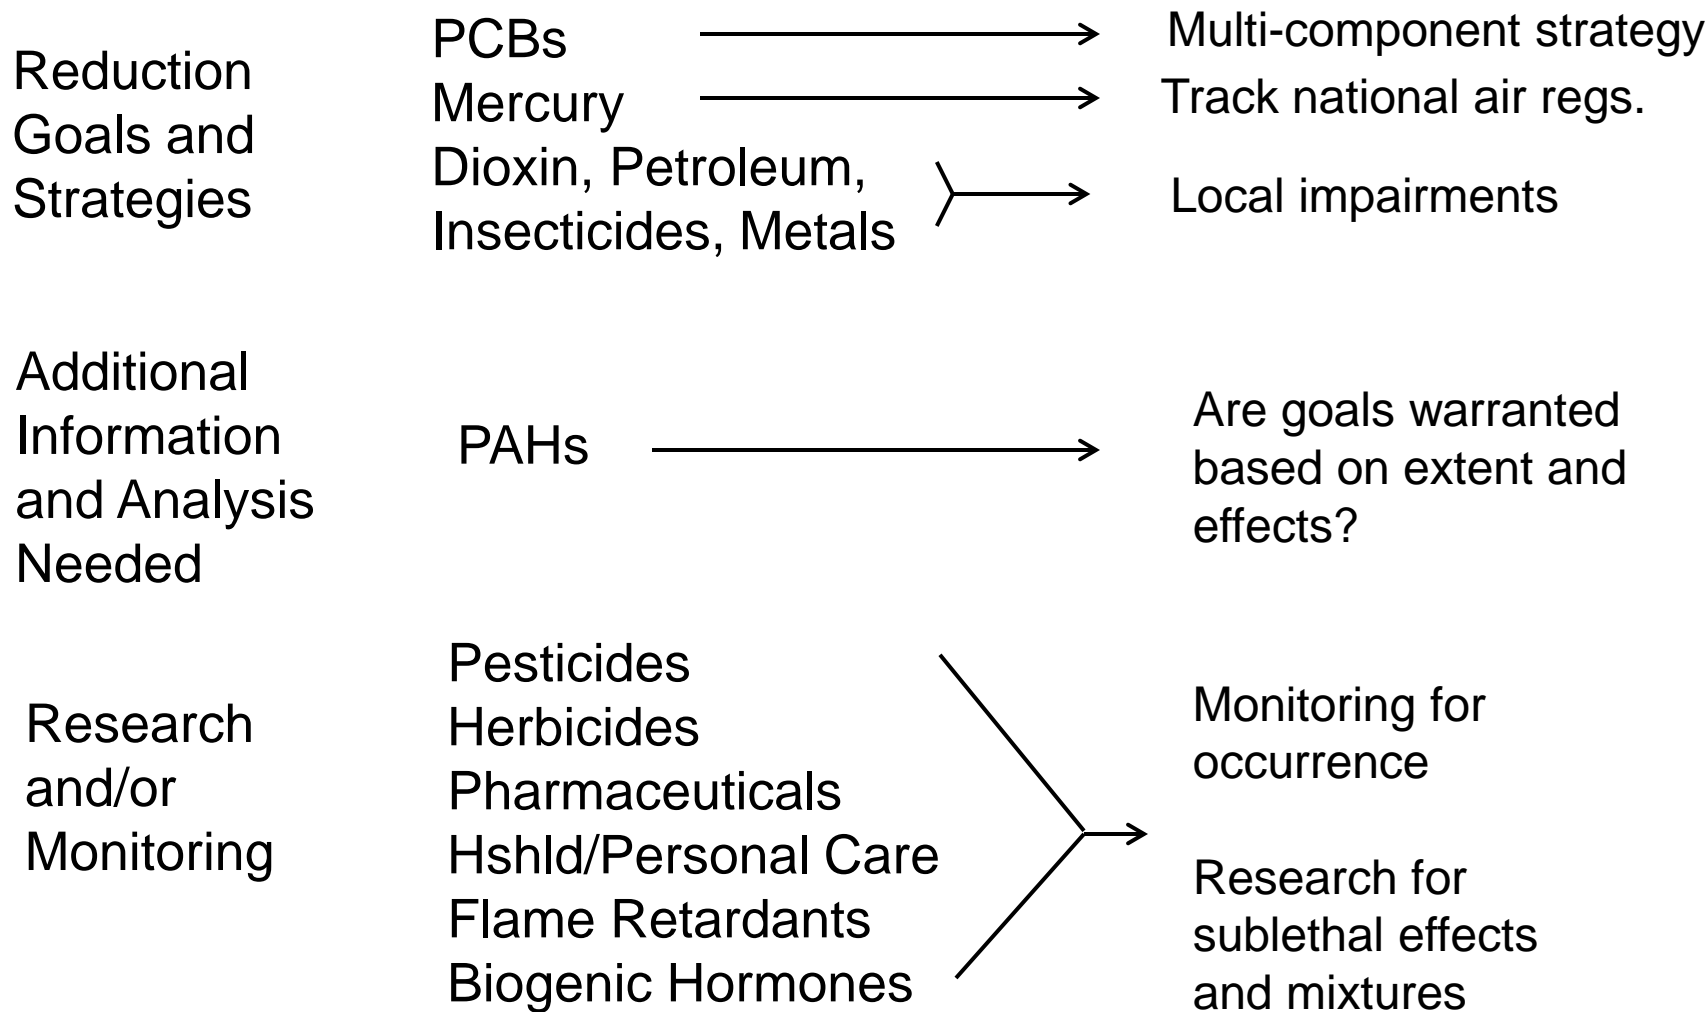 Reduction
Goals and
Strategies
PCBs
Mercury
Dioxin, Petroleum,
Insecticides, Metals
Multi-component strategy
Track national air regs.
Local impairments
Additional
Information
and Analysis
Needed
PAHs
Are goals warranted
based on extent and
effects?
Research
and/or
Monitoring
Pesticides
Herbicides
Pharmaceuticals
Hshld/Personal Care
Flame Retardants
Biogenic Hormones
Monitoring for
occurrence
Research for
sublethal effects
and mixtures